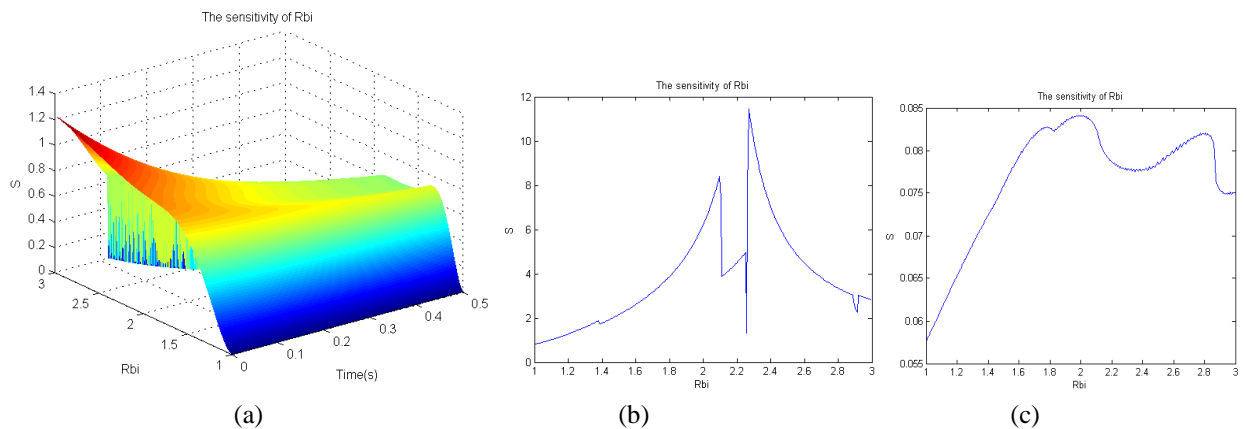 The sensitivity of Rbi
1.4
1.2
1
0.8
0.6
0.4
0.2
0
S
3
2.5
2
1.5
1
Rbi
0
0.1
0.2
0.3
0.4
0.5
Time(s)
(a)
The sensitivity of Rbi
12
10
8
6
4
2
0
S
1 1.2 1.4 1.6 1.8 2 2.2 2.4 2.6 2.8 3
Rbi
(b)
The sensitivity of Rbi
0.085
0.08
0.075
0.07
0.065
0.06
0.055
S
1 1.2 1.4 1.6 1.8 2 2.2 2.4 2.6 2.8 3
Rbi
(c)